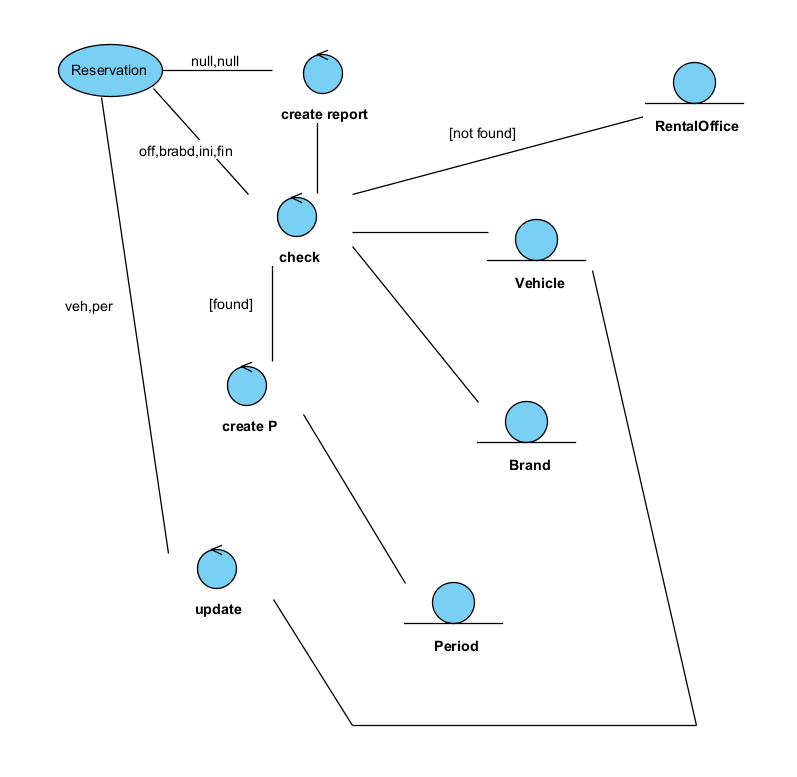 Reservation
null,null
create report
RentalOffice
[not found]
off,brabd,ini,fin
check
Vehicle
veh,per
[found]
create P
Brand
update
Period